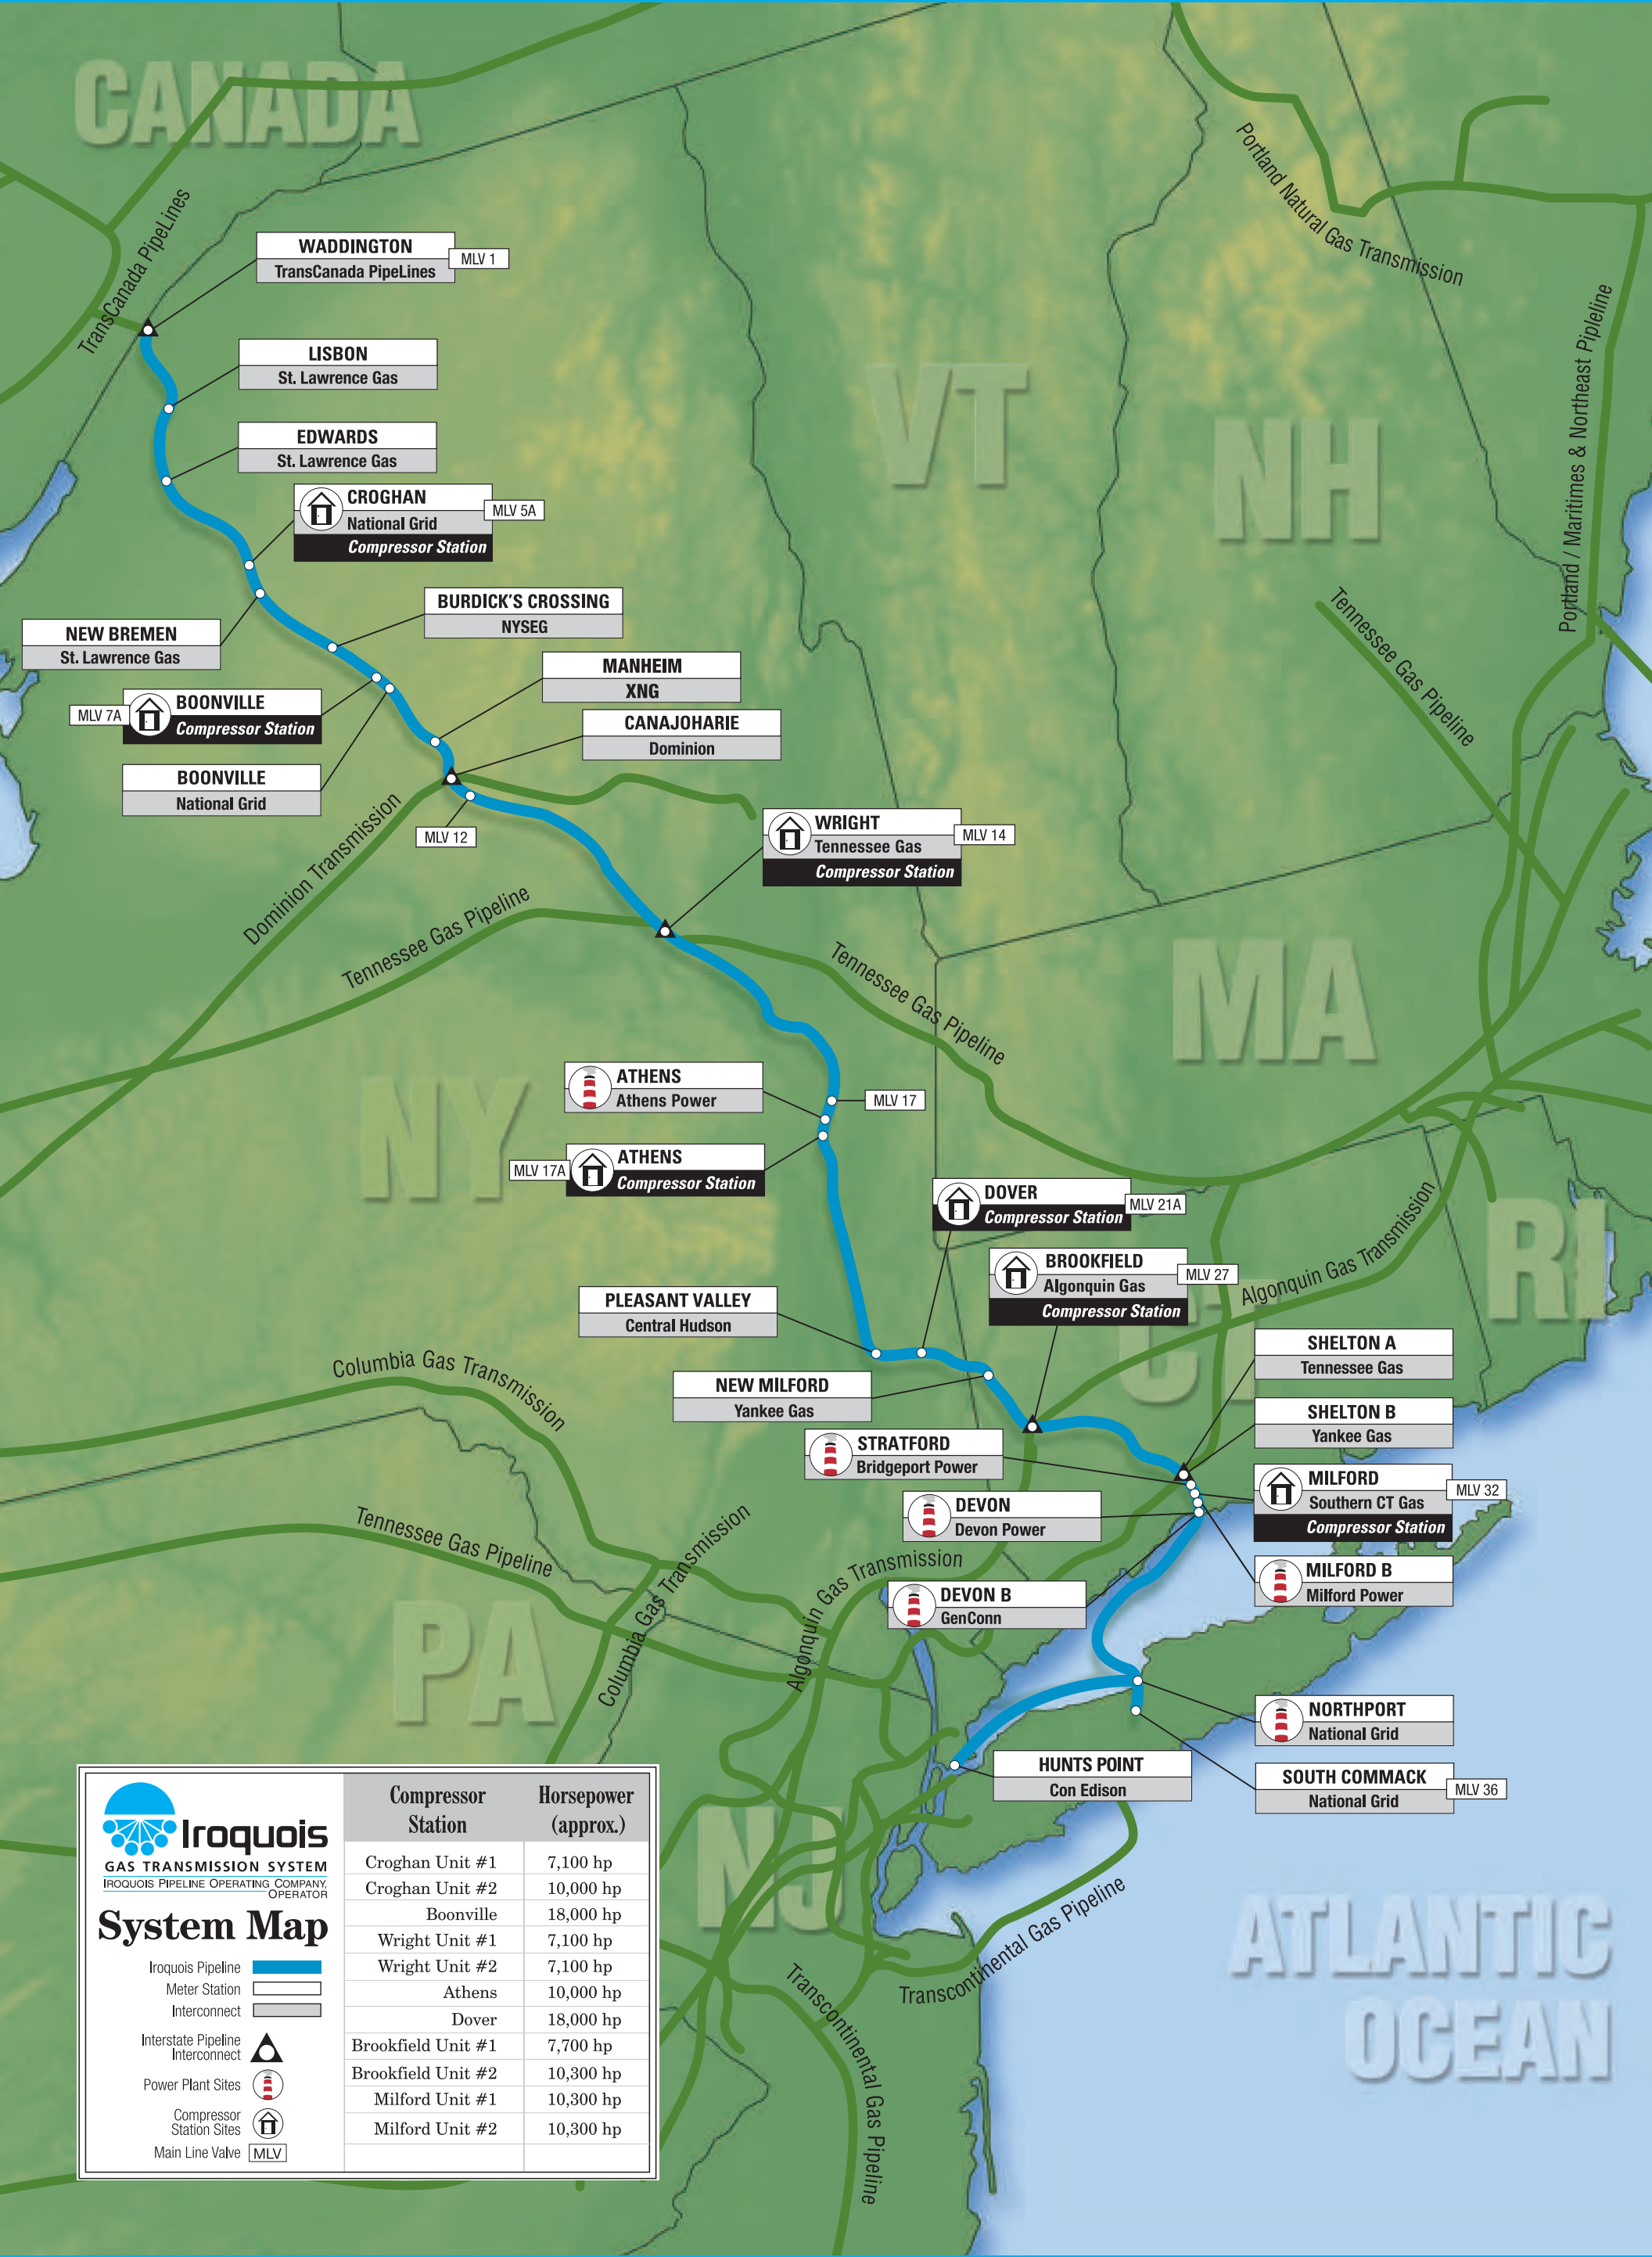 CANADA
Portland Natural Gas Transmission
TransCanada PipeLines
WADDINGTON
TransCanada PipeLines
MLV 1
LISBON
St. Lawrence Gas
Portland / Maritimes & Northeast Pipleline
VT
NH
EDWARDS
St. Lawrence Gas
CROGHAN
National Grid
Compressor Station
MLV 5A
BURDICK'S CROSSING
NYSEG
NEW BREMEN
St. Lawrence Gas
Tennessee Gas Pipeline
MANHEIM
XNG
MLV 7A
BOONVILLE
Compressor Station
CANAJOHARIE
Dominion
BOONVILLE
National Grid
MLV 12
WRIGHT
Tennessee Gas
Compressor Station
MLV 14
Dominion Transmission
Tennessee Gas Pipeline
Tennessee Gas Pipeline
MA
NY
ATHENS
Athens Power
MLV 17
MLV 17A
ATHENS
Compressor Station
DOVER
Compressor Station
MLV 21A
RI
Algonquin Gas Transmission
BROOKFIELD
Algonquin Gas
Compressor Station
MLV 27
CT
PLEASANT VALLEY
Central Hudson
SHELTON A
Tennessee Gas
Columbia Gas Transmission
NEW MILFORD
Yankee Gas
SHELTON B
Yankee Gas
STRATFORD
Bridgeport Power
MILFORD
Southern CT Gas
Compressor Station
MLV 32
DEVON
Devon Power
Tennessee Gas Pipeline
Columbia Gas Transmission
Algonquin Gas Transmission
MILFORD B
Milford Power
DEVON B
GenConn
PA
NORTHPORT
National Grid
HUNTS POINT
Con Edison
SOUTH COMMACK
National Grid
MLV 36
NJ
Transcontinental Gas Pipeline
Transcontinental Gas Pipeline
ATLANTIC
OCEAN
Iroquois
GAS TRANSMISSION SYSTEM
IROQUOIS PIPELINE OPERATING COMPANY,
OPERATOR
System Map
Iroquois Pipeline
Meter Station
Interconnect
Interstate Pipeline
Interconnect
Power Plant Sites
Compressor
Station Sites
Main Line Valve MLV
Compressor Station Horsepower (approx.)
Croghan Unit #1 7,100 hp
Croghan Unit #2 10,000 hp
Boonville 18,000 hp
Wright Unit #1 7,100 hp
Wright Unit #2 7,100 hp
Athens 10,000 hp
Dover 18,000 hp
Brookfield Unit #1 7,700 hp
Brookfield Unit #2 10,300 hp
Milford Unit #1 10,300 hp
Milford Unit #2 10,300 hp